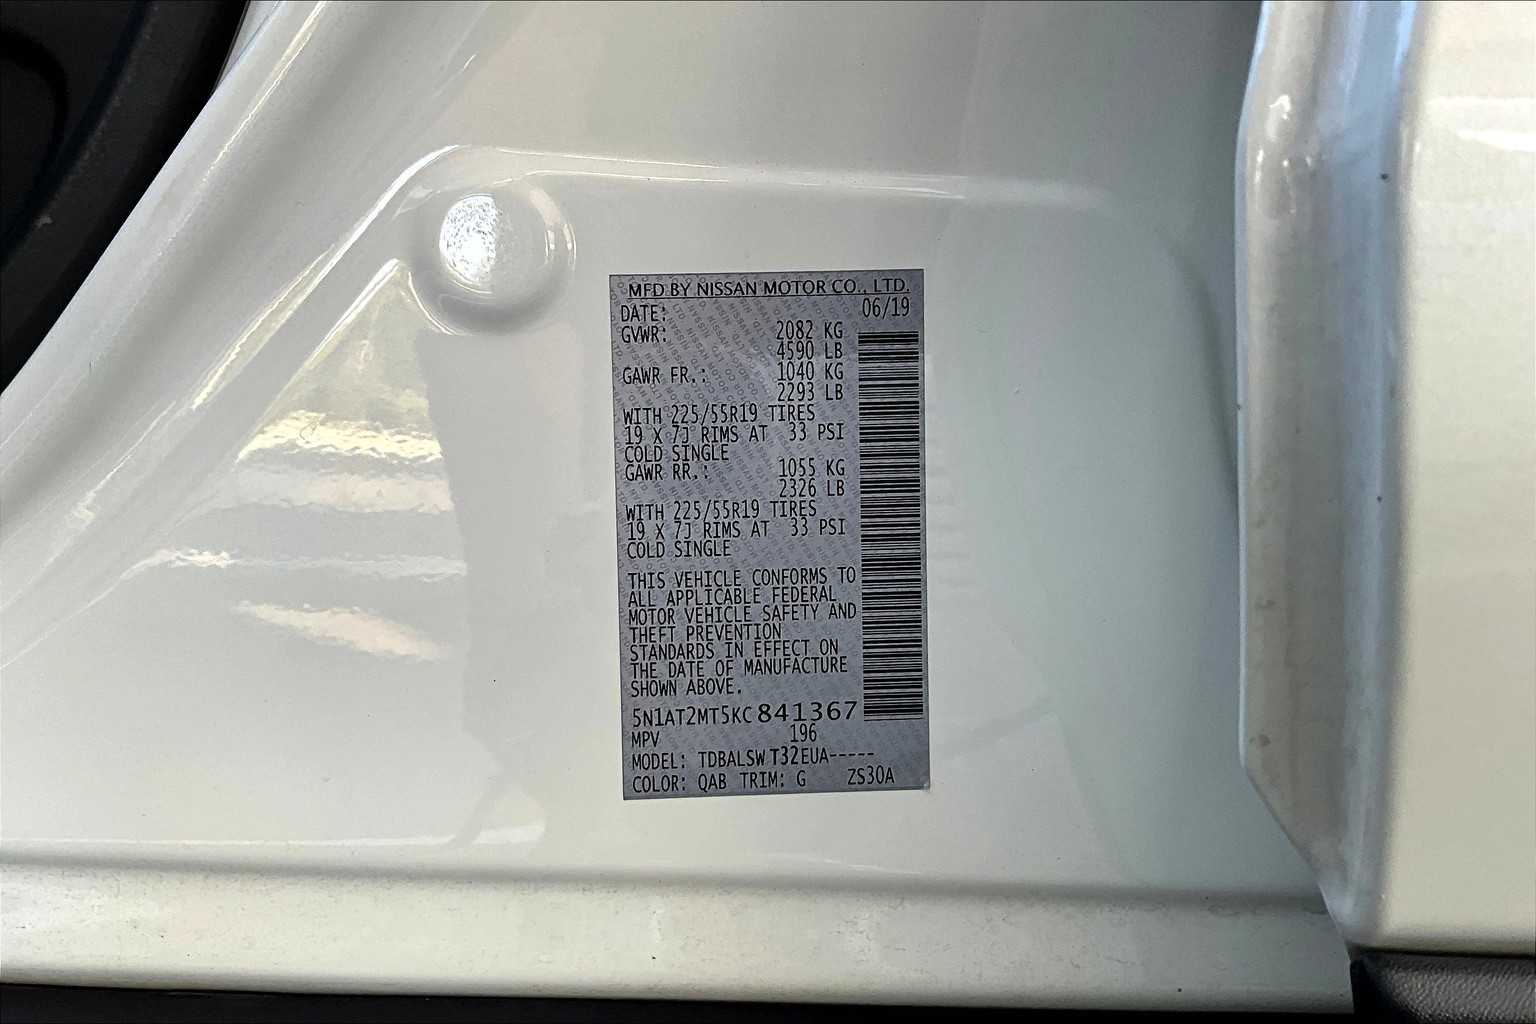 MFD BY NISSAN MOTOR CO., LTD.
DATE: 06/19
GVWR: 2082 KG
4590 LB
GAWR FR.: 1040 KG
2293 LB
WITH 225/55R19 TIRES
19 X 7J RIMS AT 33 PSI
COLD SINGLE
GAWR RR.: 1055 KG
2326 LB
WITH 225/55R19 TIRES
19 X 7J RIMS AT 33 PSI
COLD SINGLE
THIS VEHICLE CONFORMS TO
ALL APPLICABLE FEDERAL
MOTOR VEHICLE SAFETY AND
THEFT PREVENTION
STANDARDS IN EFFECT ON
THE DATE OF MANUFACTURE
SHOWN ABOVE.
5N1AT2MT5KC841367
MPV 196
MODEL: TDBALSWT32EUA-----
COLOR: QAB TRIM: G ZS30A